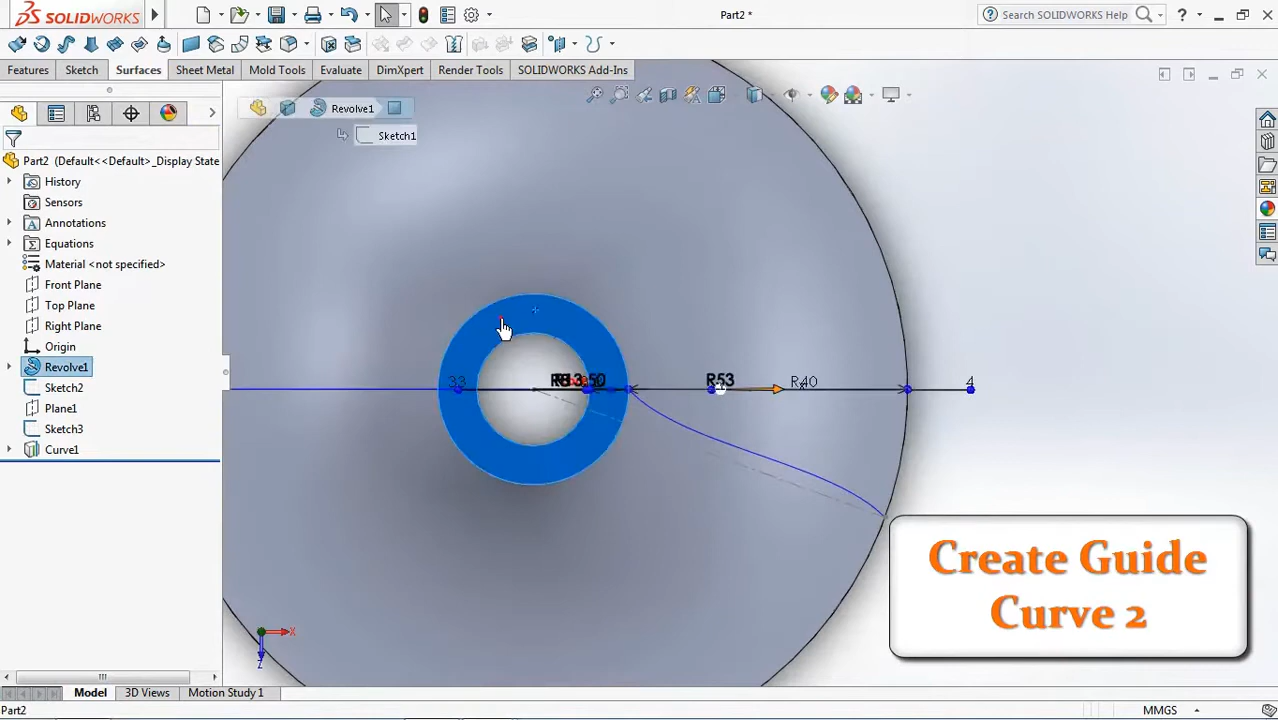 SOLIDWORKS
Part2 *
Search SOLIDWORKS Help
Features
Sketch
Surfaces
Sheet Metal
Mold Tools
Evaluate
DimXpert
Render Tools
SOLIDWORKS Add-Ins
Revolve1
Sketch1
Part2 (Default<<Default>_Display State
History
Sensors
Annotations
Equations
Material <not specified>
Front Plane
Top Plane
Right Plane
Origin
Revolve1
Sketch2
Plane1
Sketch3
Curve1
33
R53
R40
4
Create Guide
Curve 2
X
Z
Model
3D Views
Motion Study 1
Part2
MMGS